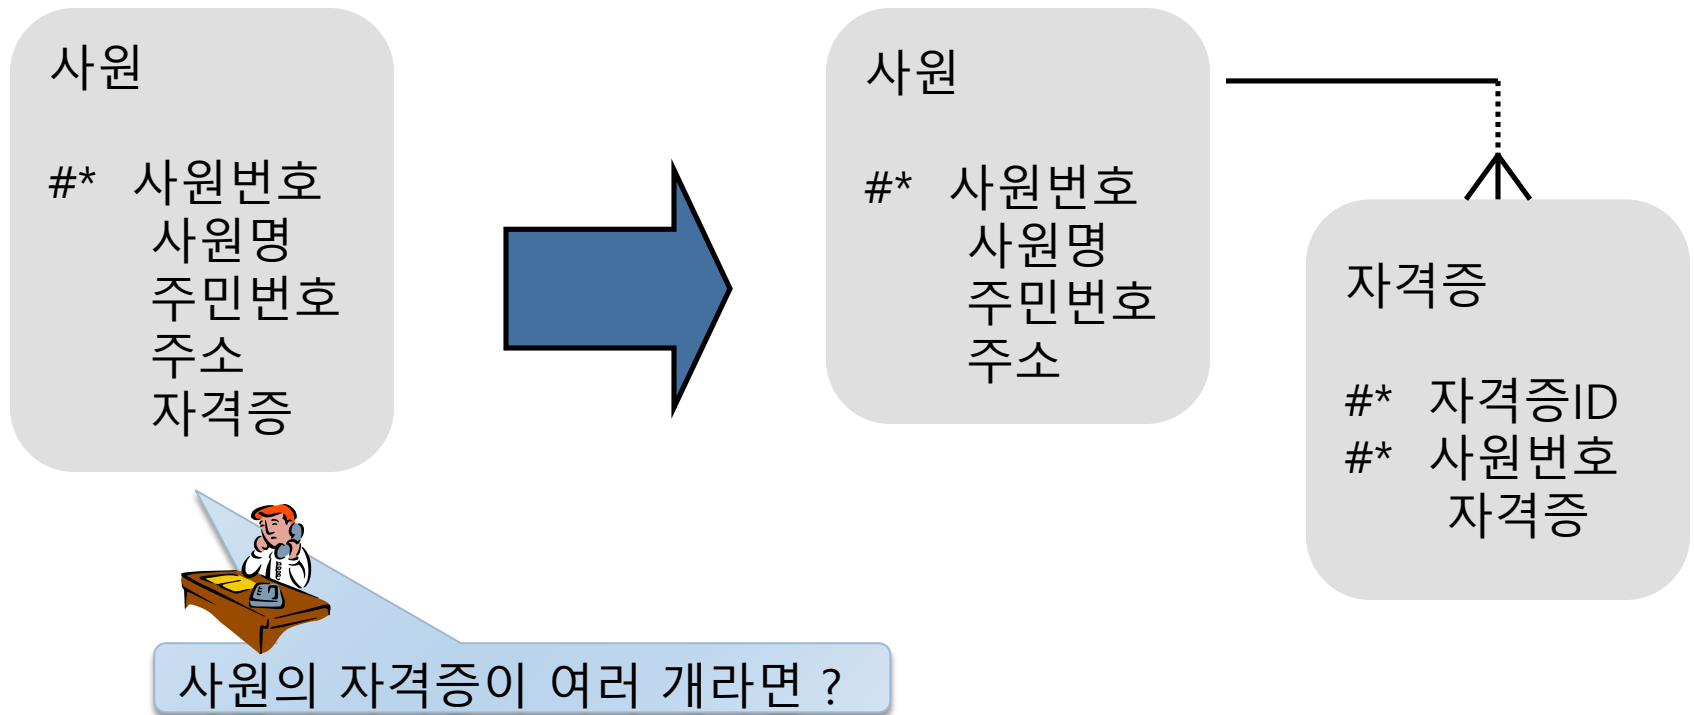 사원
#* 사원번호
사원명
주민번호
주소
자격증
사원
#* 사원번호
사원명
주민번호
주소
자격증
#* 자격증ID
#* 사원번호
자격증
사원의 자격증이 여러 개라면 ?